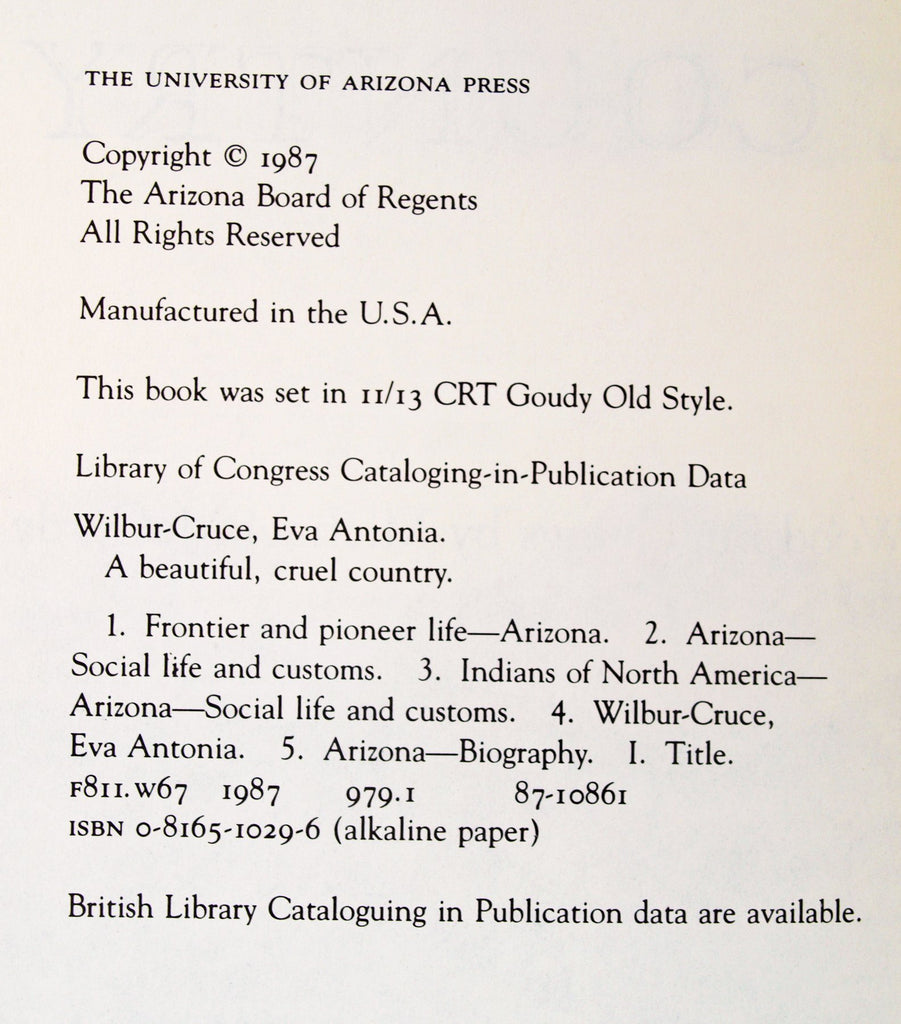 THE UNIVERSITY OF ARIZONA PRESS
Copyright © 1987
The Arizona Board of Regents
All Rights Reserved
Manufactured in the U.S.A.
This book was set in 11/13 CRT Goudy Old Style.
Library of Congress Cataloging-in-Publication Data
Wilbur-Cruce, Eva Antonia.
A beautiful, cruel country.
1. Frontier and pioneer life—Arizona. 2. Arizona—
Social life and customs. 3. Indians of North America—
Arizona—Social life and customs. 4. Wilbur-Cruce,
Eva Antonia. 5. Arizona—Biography. I. Title.
F811.W67 1987 979.1 87-10861
ISBN 0-8165-1029-6 (alkaline paper)
British Library Cataloguing in Publication data are available.